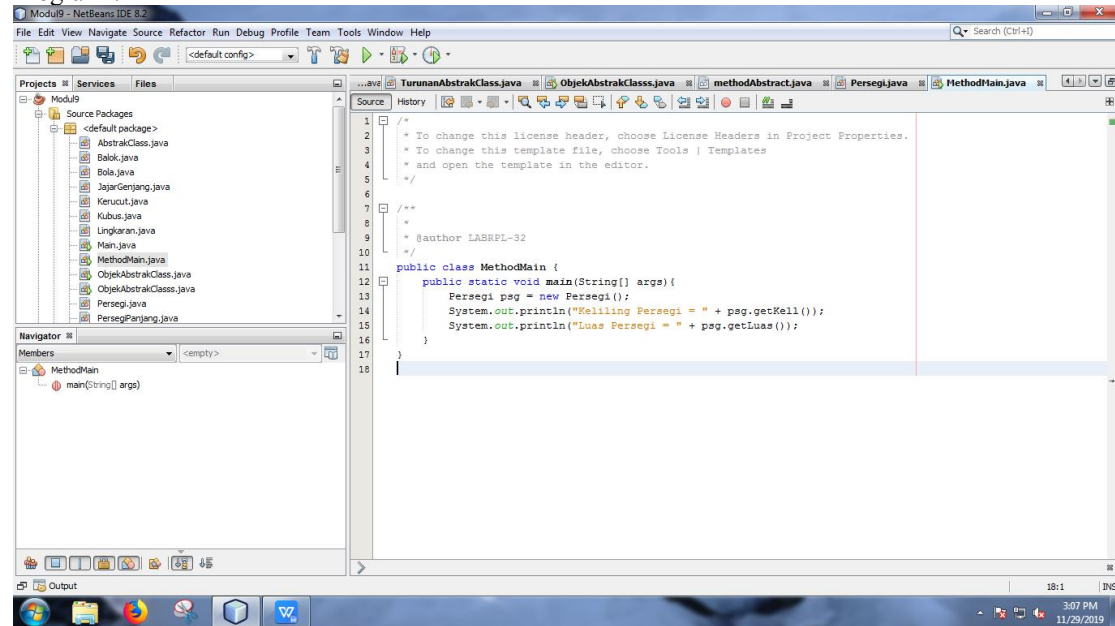 Modul9 - NetBeans IDE 8.2
File Edit View Navigate Source Refactor Run Debug Profile Team Tools Window Help
Search (Ctrl+I)
<default config>
Projects Services Files
...ava TurunanAbstrakClass.java ObjekAbstrakClasss.java methodAbstract.java Persegi.java MethodMain.java
Source History
Modul9
Source Packages
<default package>
AbstrakClass.java
Balok.java
Bola.java
JajarGenjang.java
Kerucut.java
Kubus.java
Lingkaran.java
Main.java
MethodMain.java
ObjekAbstrakClass.java
ObjekAbstrakClasss.java
Persegi.java
PersegiPanjang.java
Navigator
Members <empty>
MethodMain
main(String[] args)
1 /*
2 * To change this license header, choose License Headers in Project Properties.
3 * To change this template file, choose Tools | Templates
4 * and open the template in the editor.
5 */
6
7 /**
8 *
9 * @author LABRPL-32
10 */
11 public class MethodMain {
12 public static void main(String[] args){
13 Persegi psg = new Persegi();
14 System.out.println("Keliling Persegi = " + psg.getKell());
15 System.out.println("Luas Persegi = " + psg.getLuas());
16 }
17 }
18
Output
18:1 INS
3:07 PM
11/29/2019